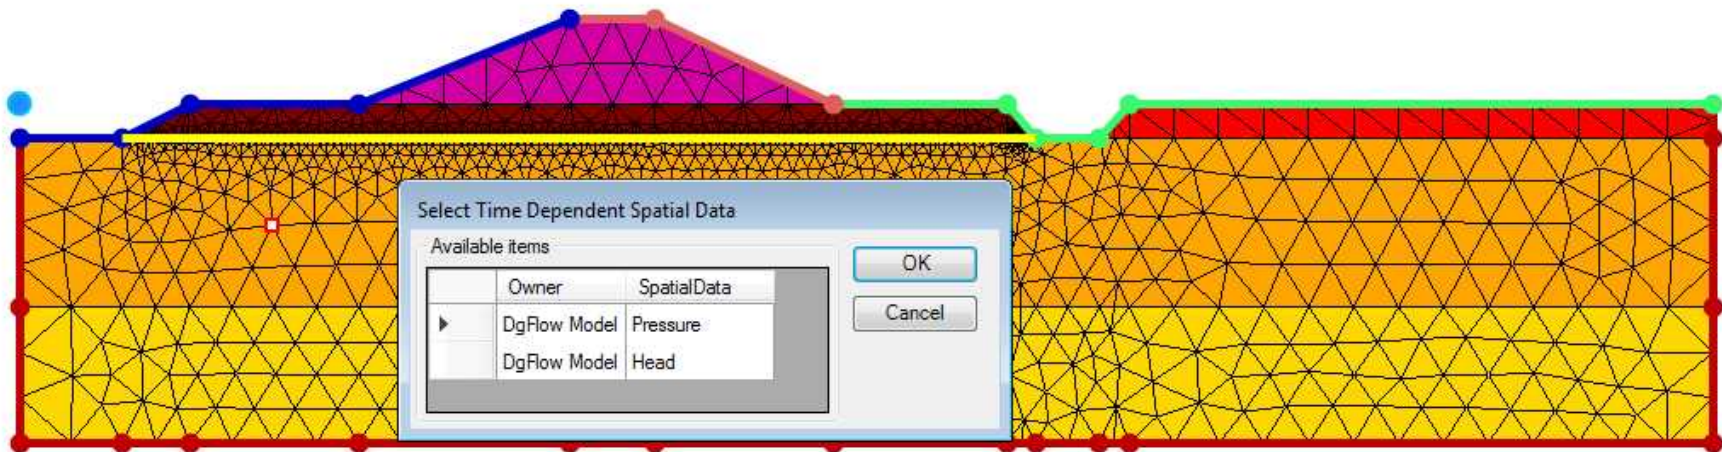 Select Time Dependent Spatial Data
Available items
OK
Owner SpatialData
Cancel
DgFlow Model Pressure
DgFlow Model Head